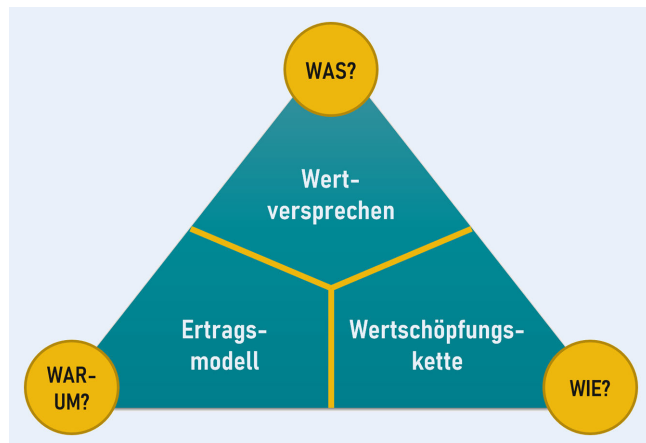 WAS?
Wert-
versprechen
Ertrags-
modell
Wertschöpfungs-
kette
WAR-
UM?
WIE?